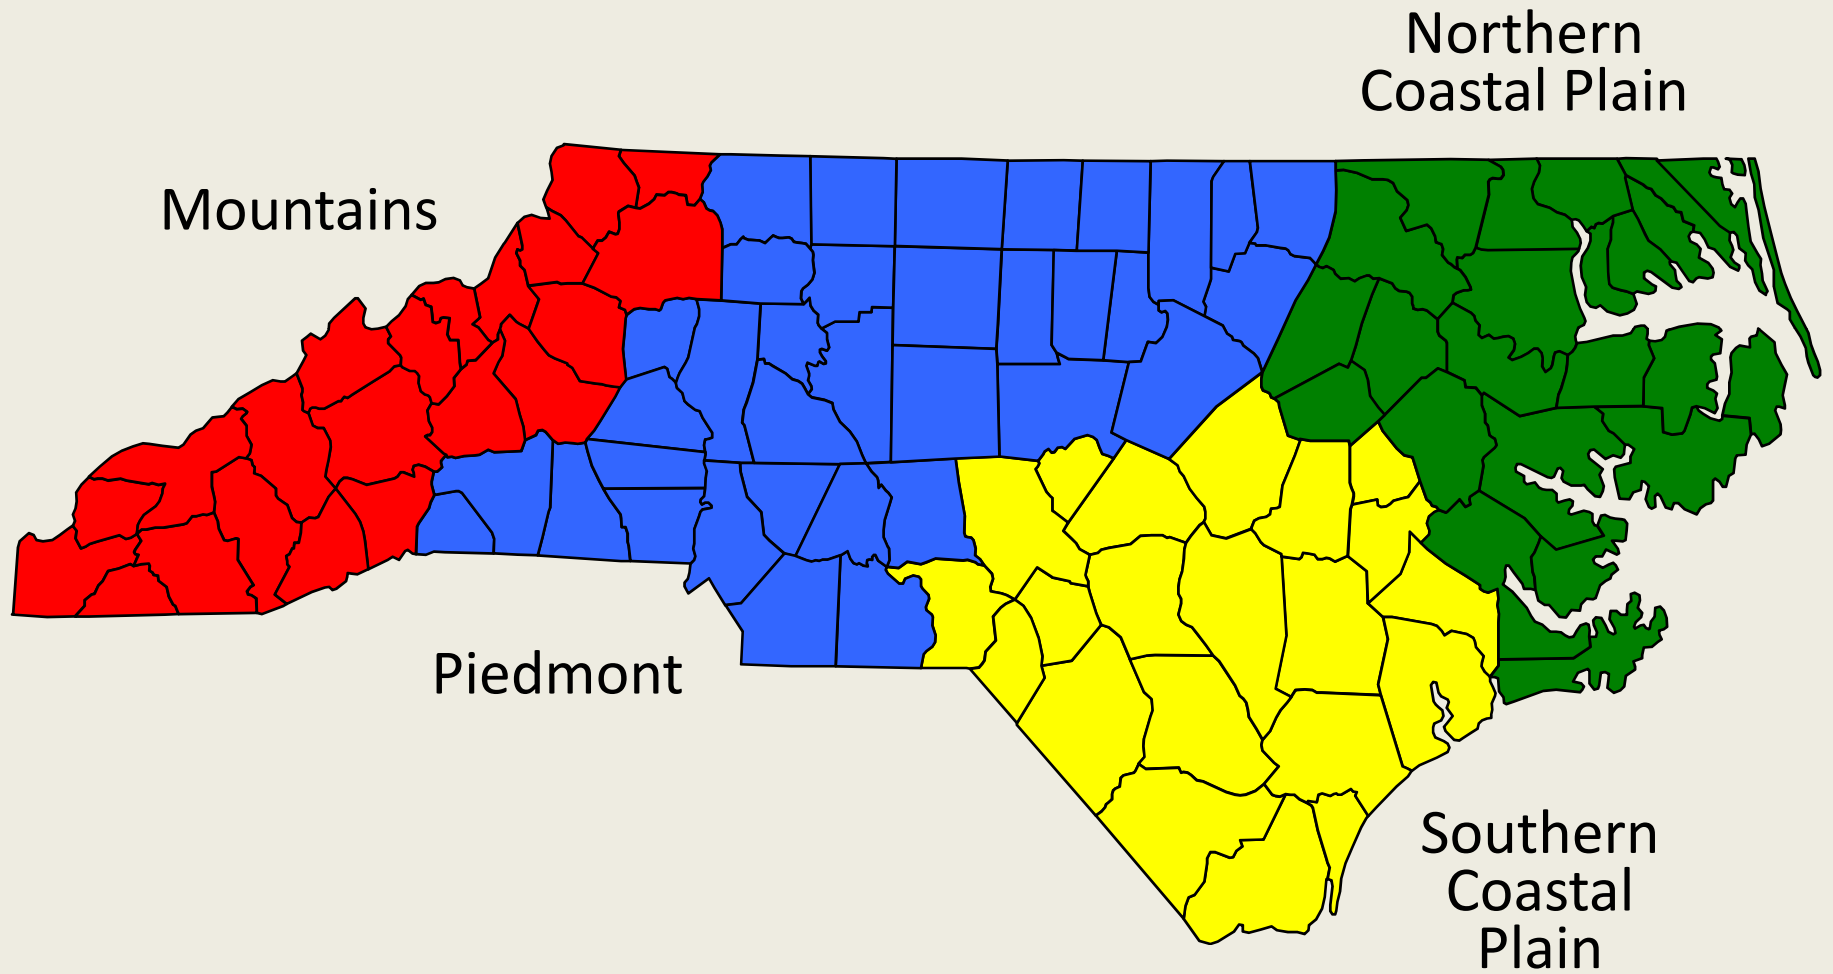 Northern
Coastal Plain
Mountains
Piedmont
Southern
Coastal
Plain